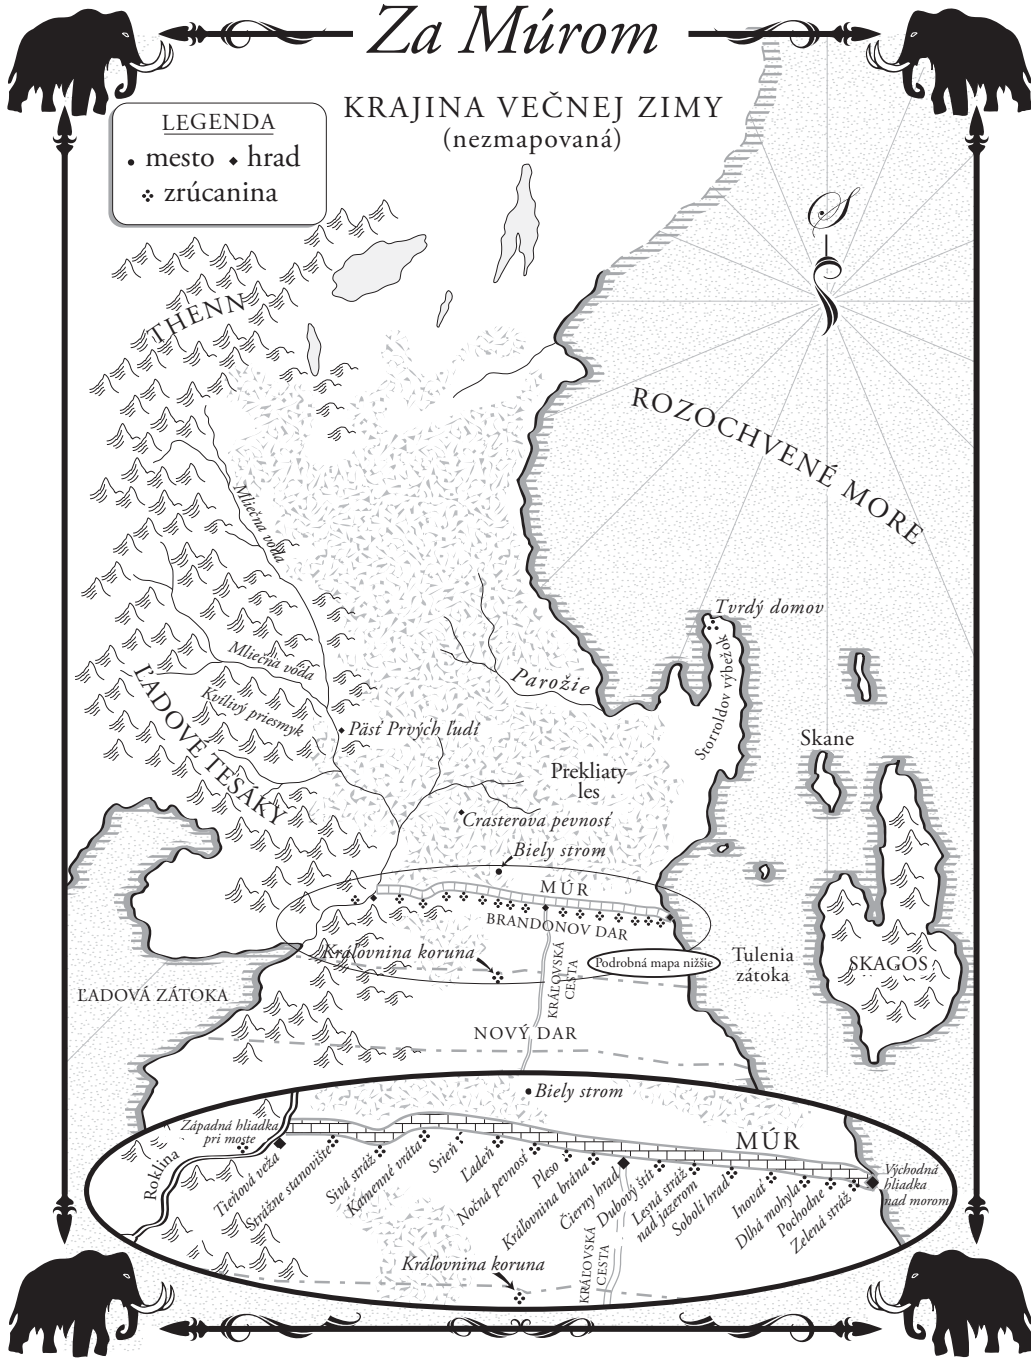 Za Múrom
KRAJINA VEČNEJ ZIMY
(nezmapovaná)
LEGENDA
mesto hrad
zrúcanina
S
THENN
ROZOCHVENÉ MORE
Mliečna voda
Tvrdý domov
Storroldov výbežok
Mliečna voda
Parožie
Kvílivý priesmyk
ĽADOVÉ TESÁKY
Päsť Prvých ľudí
Skane
Prekliaty
les
Crasterova pevnosť
Biely strom
MÚR
BRANDONOV DAR
Kráľovnina koruna
KRÁĽOVSKÁ
CESTA
Podrobná mapa nižšie
Tulenia
zátoka
SKAGOS
ĽADOVÁ ZÁTOKA
NOVÝ DAR
Biely strom
Západná hliadka
pri moste
MÚR
Roklina
Tieňová veža
Strážne stanovište
Sivá stráž
Kamenné vráta
Srieň
Ľadeň
Nočná pevnosť
Pleso
Kráľovnina brána
Čierny hrad
Dubový štít
Lesná stráž
nad jazerom
Sobolí hrad
Inovať
Dlhá mohyla
Pochodne
Zelená stráž
Východná
hliadka
nad morom
Kráľovnina koruna
KRÁĽOVSKÁ
CESTA